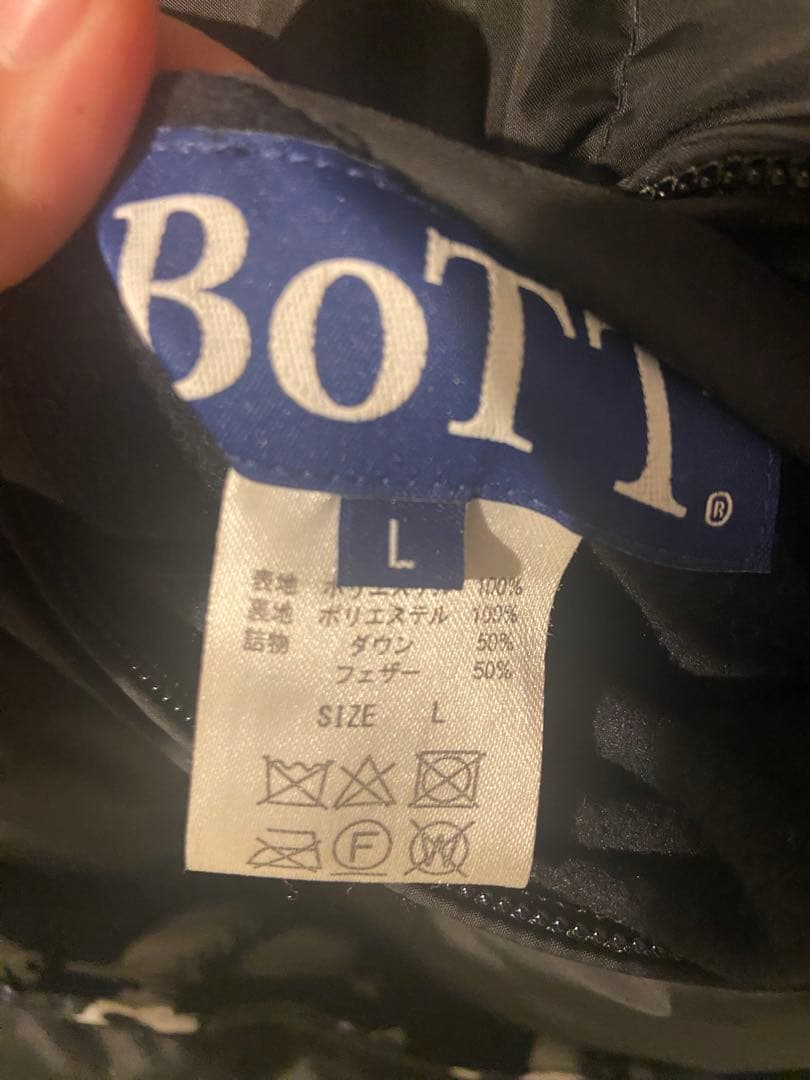 BoTT
®
L
表地 ポリエステル 100%
表地 ポリエステル 100%
詰物 ダウン 50%
フェザー 50%
SIZE L
F
W